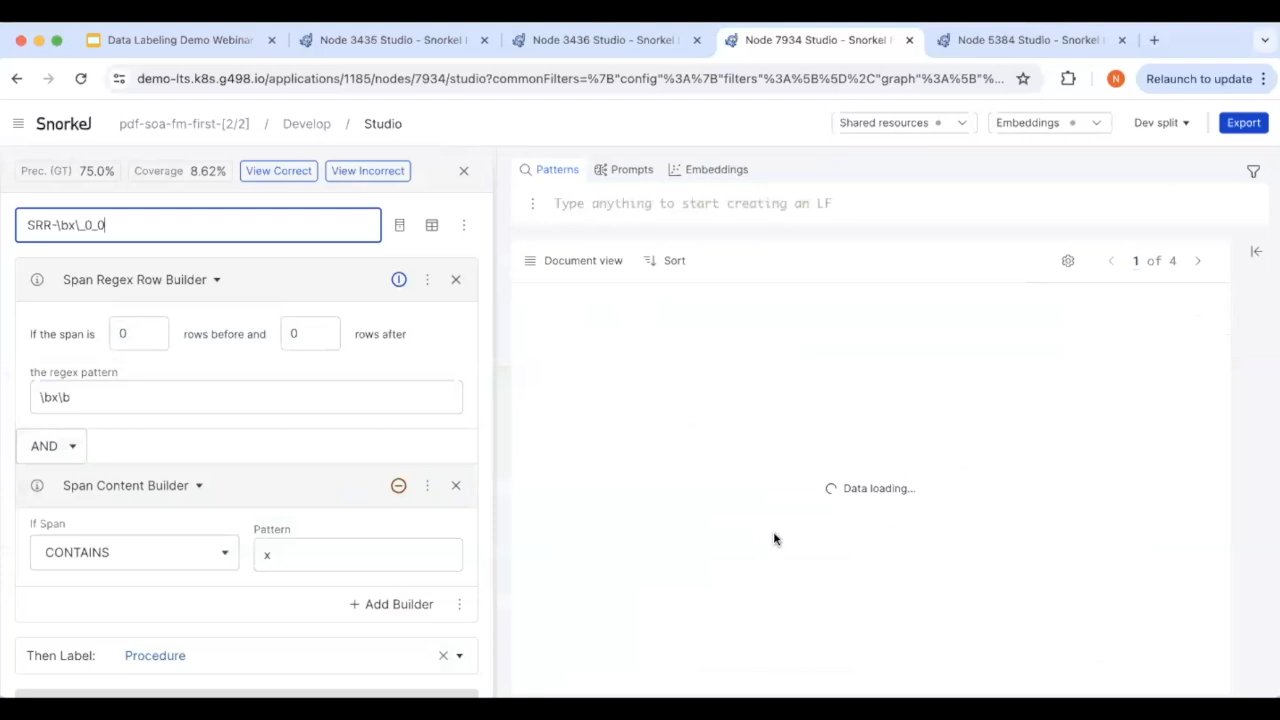 Data Labeling Demo Webinar
Node 3435 Studio - Snorkel
Node 3436 Studio - Snorkel
Node 7934 Studio - Snorkel
Node 5384 Studio - Snorkel
demo-lts.k8s.g498.io/applications/1185/nodes/7934/studio?commonFilters=%7B"config"%3A%7B"filters"%3A%5B%5D%2C"graph"%3A%5B"%...
N
Relaunch to update
Snorkel
pdf-soa-fm-first-[2/2] / Develop / Studio
Shared resources
Embeddings
Dev split
Export
Prec. (GT) 75.0%
Coverage 8.62%
View Correct
View Incorrect
Patterns
Prompts
Embeddings
SRR-\bx\_0_0
Type anything to start creating an LF
Document view
Sort
1 of 4
Span Regex Row Builder
If the span is 0 rows before and 0 rows after
the regex pattern
\bx\b
AND
Span Content Builder
If Span
Pattern
CONTAINS
x
Data loading...
+ Add Builder
Then Label: Procedure